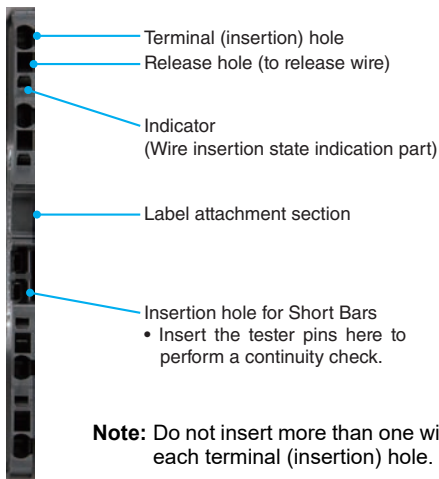 Terminal (insertion) hole
Release hole (to release wire)
Indicator
(Wire insertion state indication part)
Label attachment section
Insertion hole for Short Bars
• Insert the tester pins here to
perform a continuity check.
Note: Do not insert more than one
each terminal (insertion) hole.